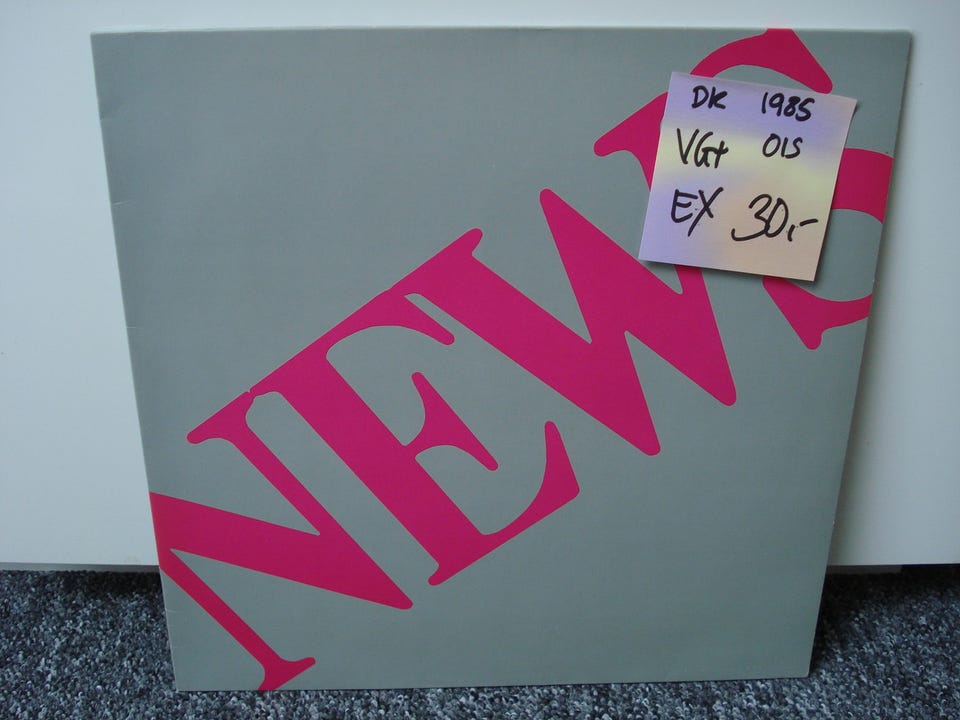 NEWS
DK 1985
VG+ OIS
EX 30,-